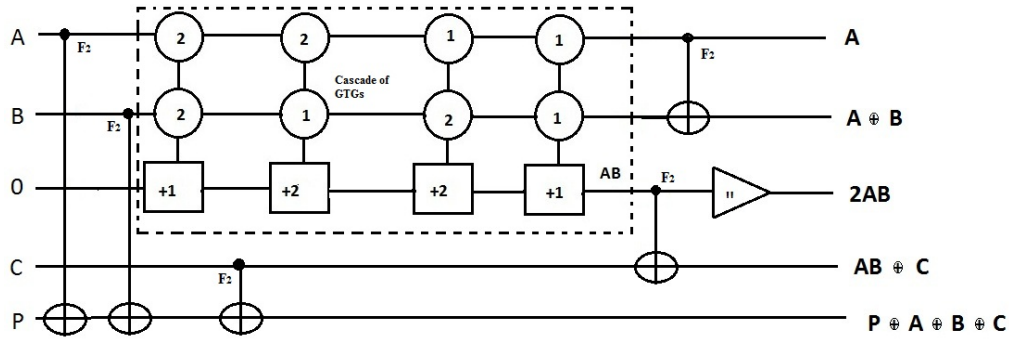 A F₂ 2 2 1 1 F₂ A
Cascade of
GTGs
B F₂ 2 1 2 1 A ⊕ B
0 +1 +2 +2 +1 AB F₂ " 2AB
C F₂ AB ⊕ C
P P ⊕ A ⊕ B ⊕ C